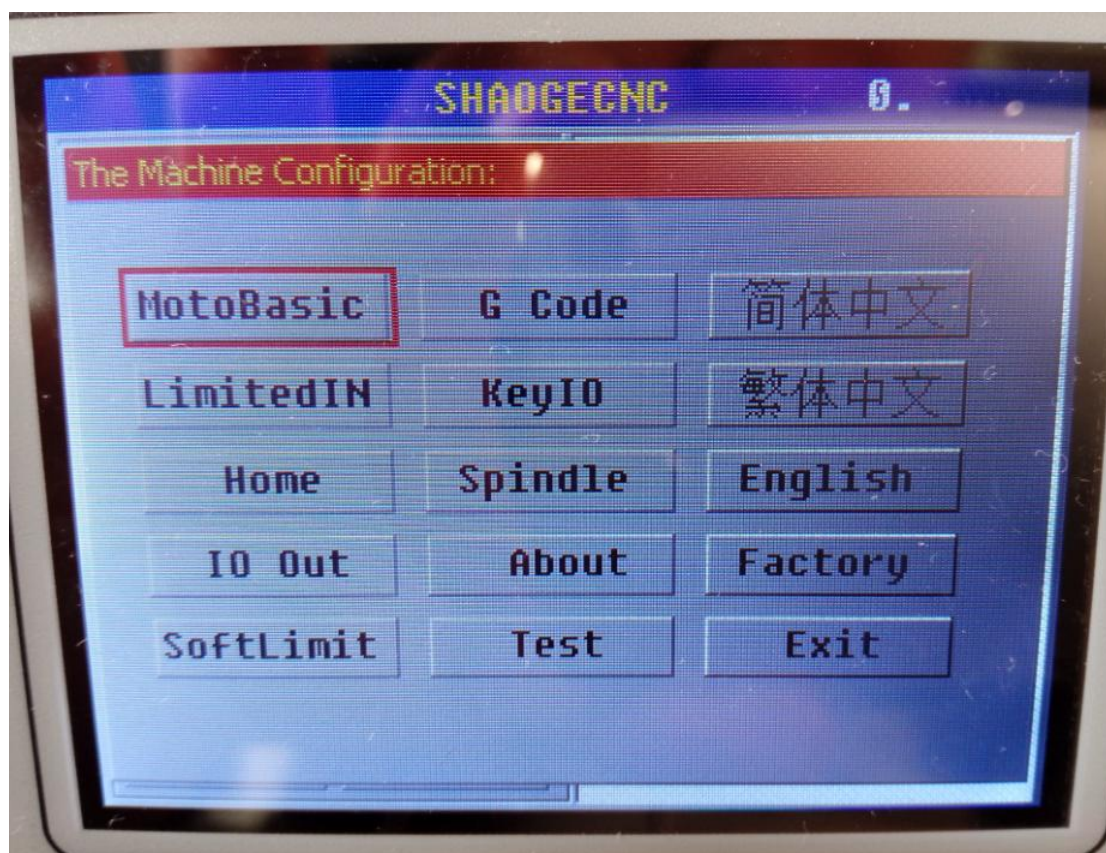 SHAOGECNC
The Machine Configuration:
MotoBasic G Code 简体中文
LimitedIN KeyIO 繁体中文
Home Spindle English
IO Out About Factory
SoftLimit Test Exit